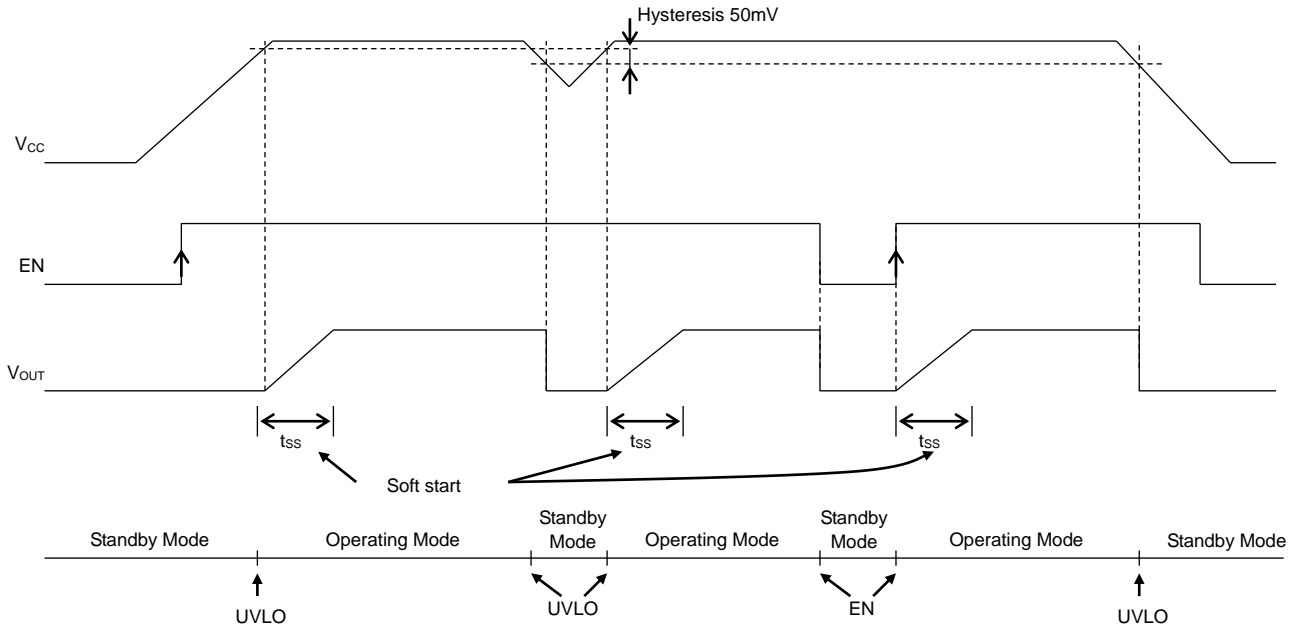 Hysteresis 50mV
VCC
EN
VOUT
tSS
tSS
tSS
Soft start
Standby Mode
Operating Mode
Standby
Mode
Operating Mode
Standby
Mode
Operating Mode
Standby Mode
UVLO
UVLO
EN
UVLO